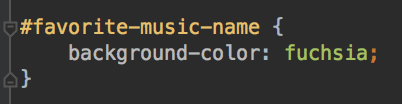 #favorite-music-name {
    background-color: fuchsia;
}